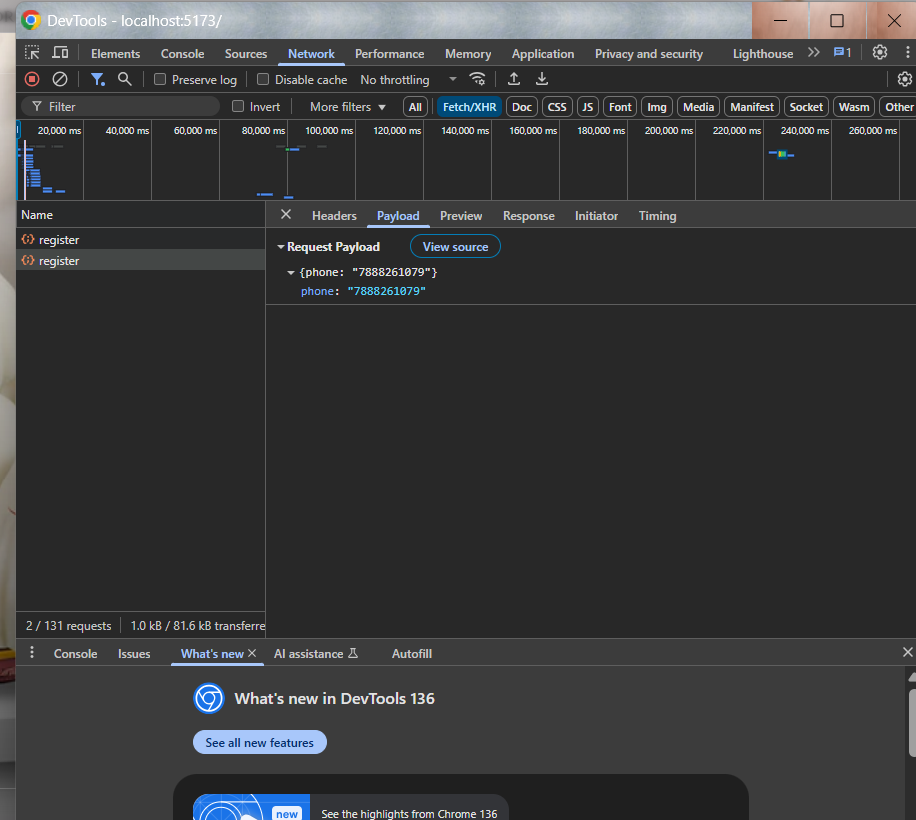 DevTools - localhost:5173/
Elements Console Sources Network Performance Memory Application Privacy and security Lighthouse 1
Preserve log Disable cache No throttling
Filter Invert More filters All Fetch/XHR Doc CSS JS Font Img Media Manifest Socket Wasm Other
20,000 ms 40,000 ms 60,000 ms 80,000 ms 100,000 ms 120,000 ms 140,000 ms 160,000 ms 180,000 ms 200,000 ms 220,000 ms 240,000 ms 260,000 ms
Name Headers Payload Preview Response Initiator Timing
register
register
Request Payload View source
{phone: "7888261079"}
phone: "7888261079"
2 / 131 requests 1.0 kB / 81.6 kB transferre
Console Issues What's new AI assistance Autofill
What's new in DevTools 136
See all new features
new See the highlights from Chrome 136